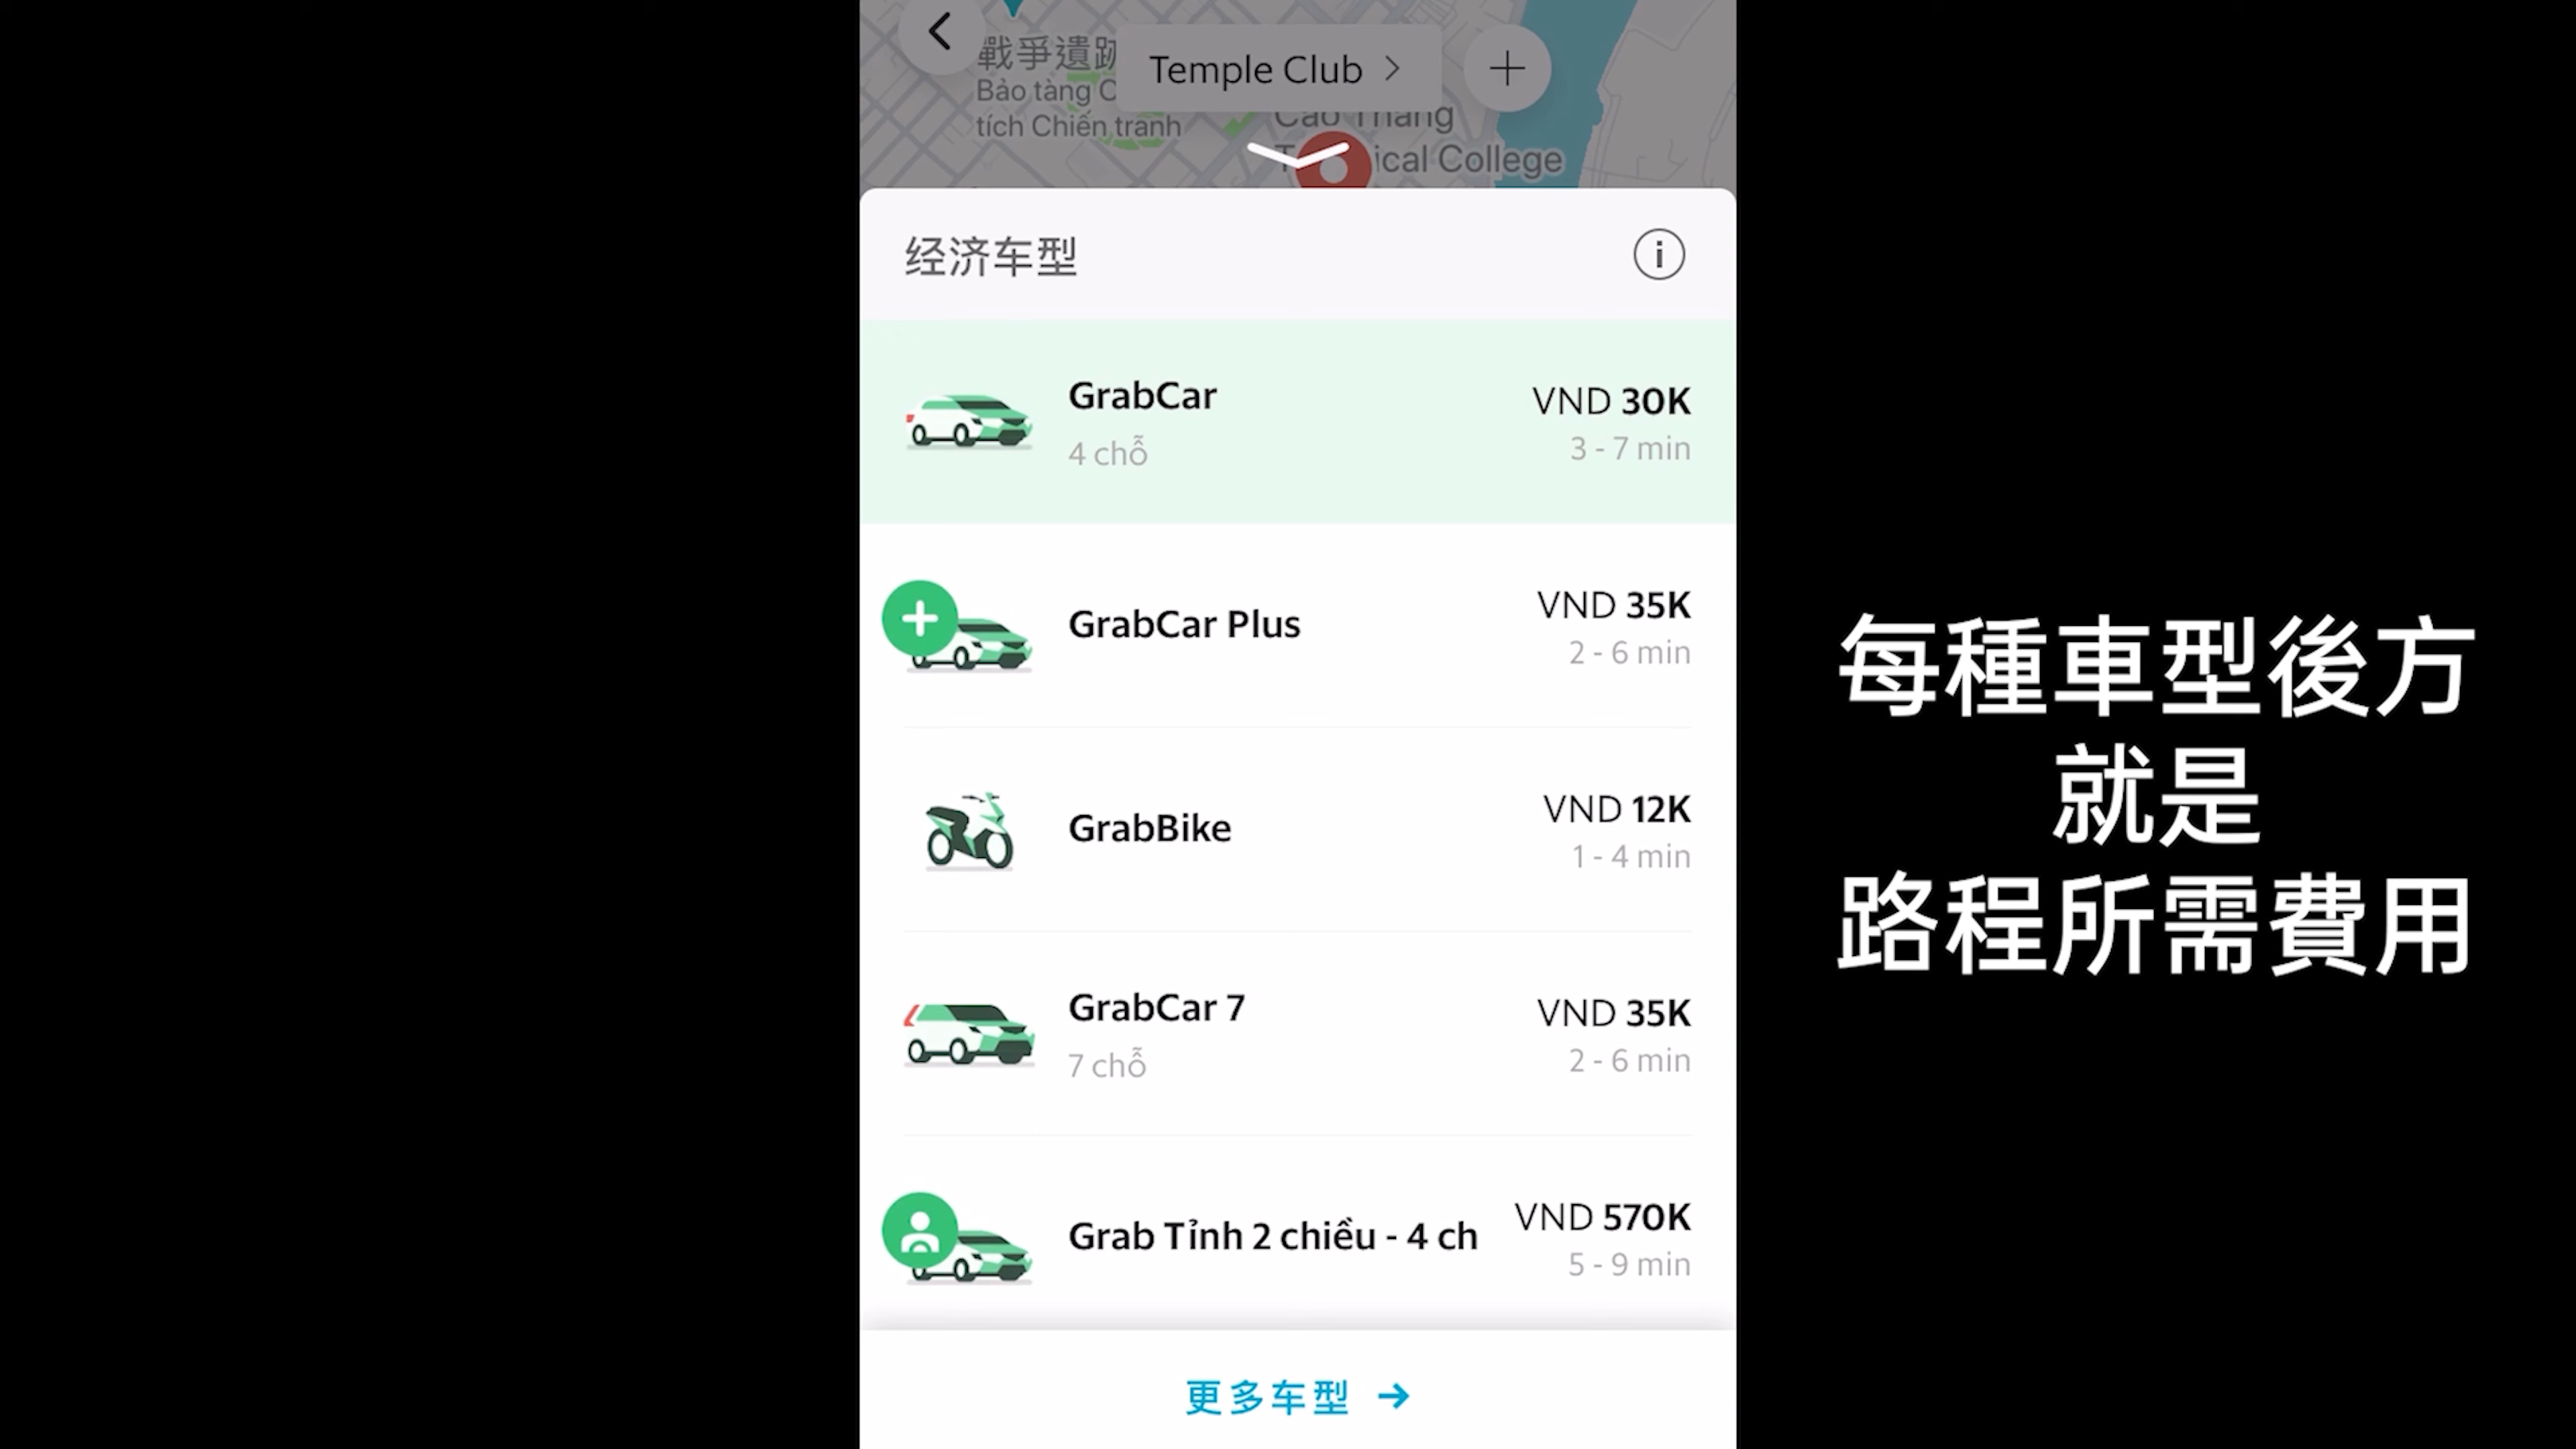 戰爭遺跡
Bảo tàng C
tích Chiến tranh
Temple Club
Cao Thang
ical College
经济车型
GrabCar
4 chỗ
VND 30K
3 - 7 min
GrabCar Plus
VND 35K
2 - 6 min
GrabBike
VND 12K
1 - 4 min
GrabCar 7
7 chỗ
VND 35K
2 - 6 min
Grab Tỉnh 2 chiều - 4 ch
VND 570K
5 - 9 min
更多车型
每種車型後方
就是
路程所需費用